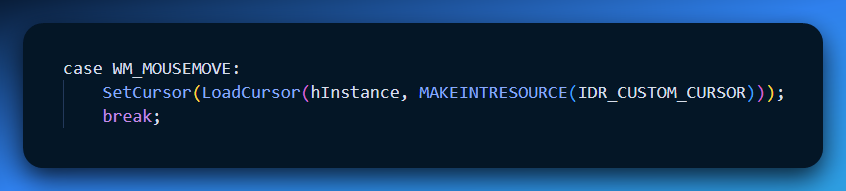 case WM_MOUSEMOVE:
SetCursor(LoadCursor(hInstance, MAKEINTRESOURCE(IDR_CUSTOM_CURSOR)));
break;